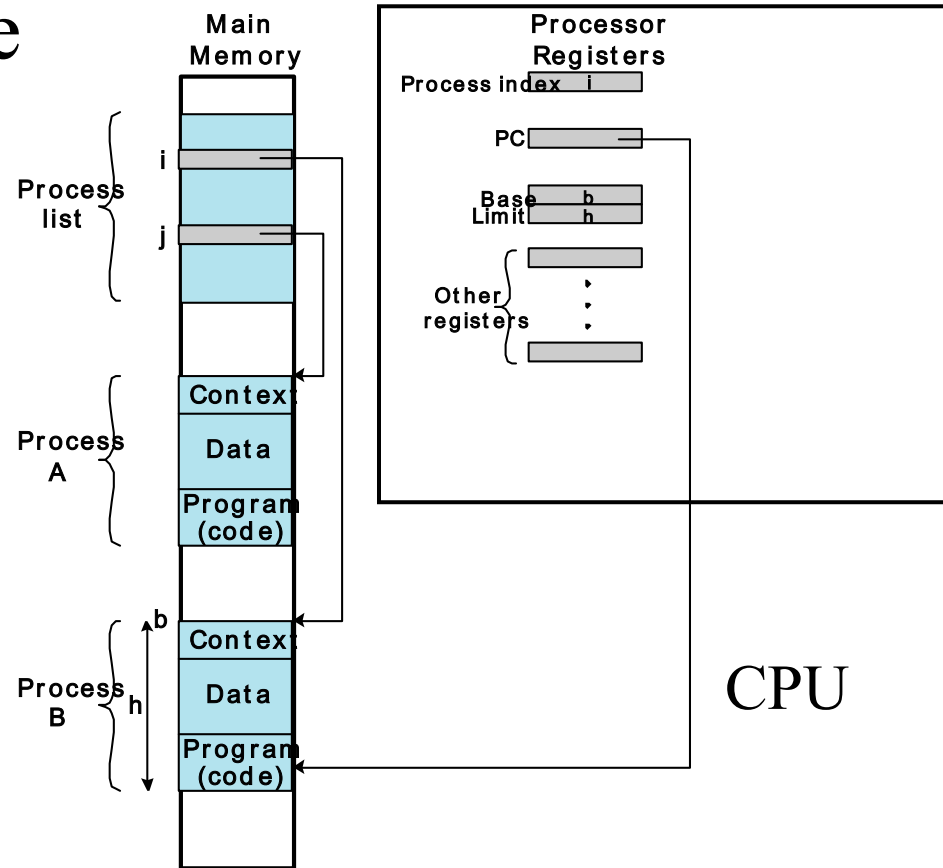 e
Main
Memory
Processor
Registers
Process index
i
PC
Base
b
Limit
h
Other
registers
Process
list
i
j
Process
A
Context
Data
Program
(code)
b
Process
B
h
Context
Data
Program
(code)
CPU